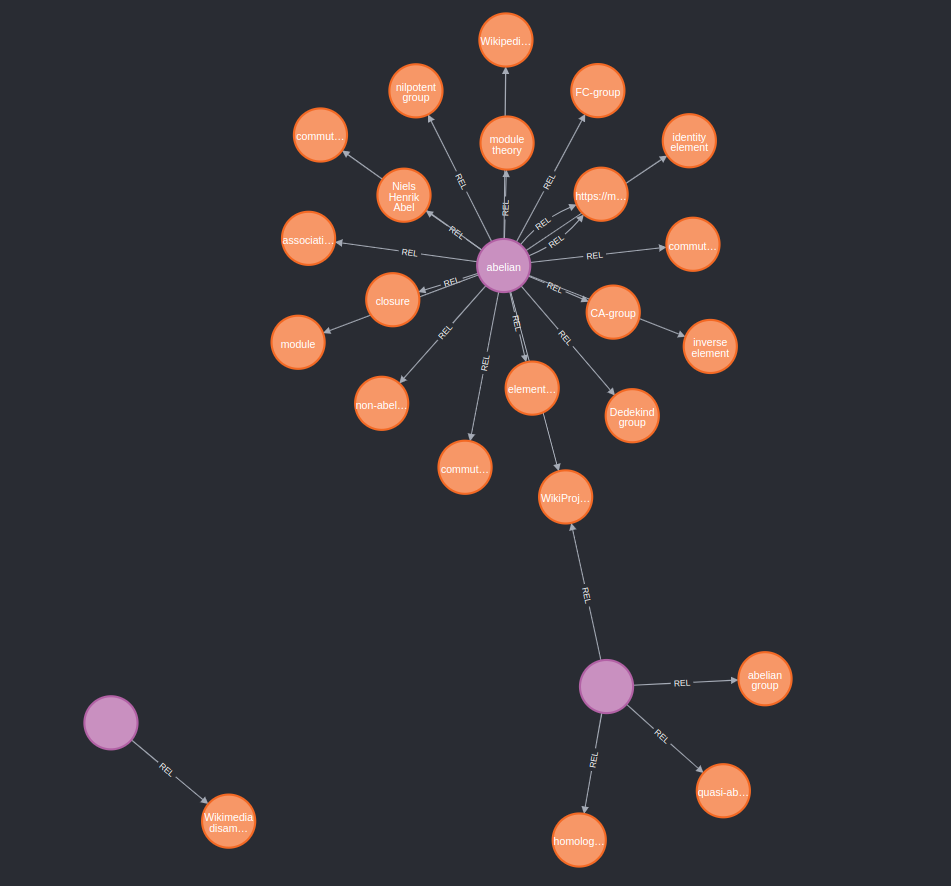 Wikipedi…
nilpotent
group
FC-group
commut…
module
theory
identity
element
Niels
Henrik
Abel
https://m…
REL
REL
REL
REL
associati…
REL
REL
REL
commut…
REL
abelian
REL
REL
closure
CA-group
module
REL
REL
REL
inverse
element
REL
non-abel…
element…
Dedekind
group
commut…
WikiProj…
REL
REL
abelian
group
REL
REL
REL
quasi-ab…
Wikimedia
disam…
homolog…